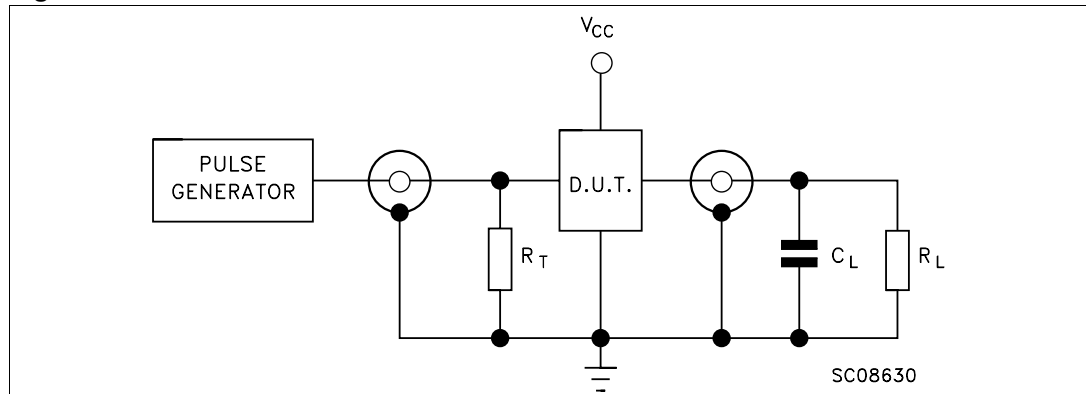 VCC
PULSE
GENERATOR
D.U.T.
RT
CL
RL
SC08630